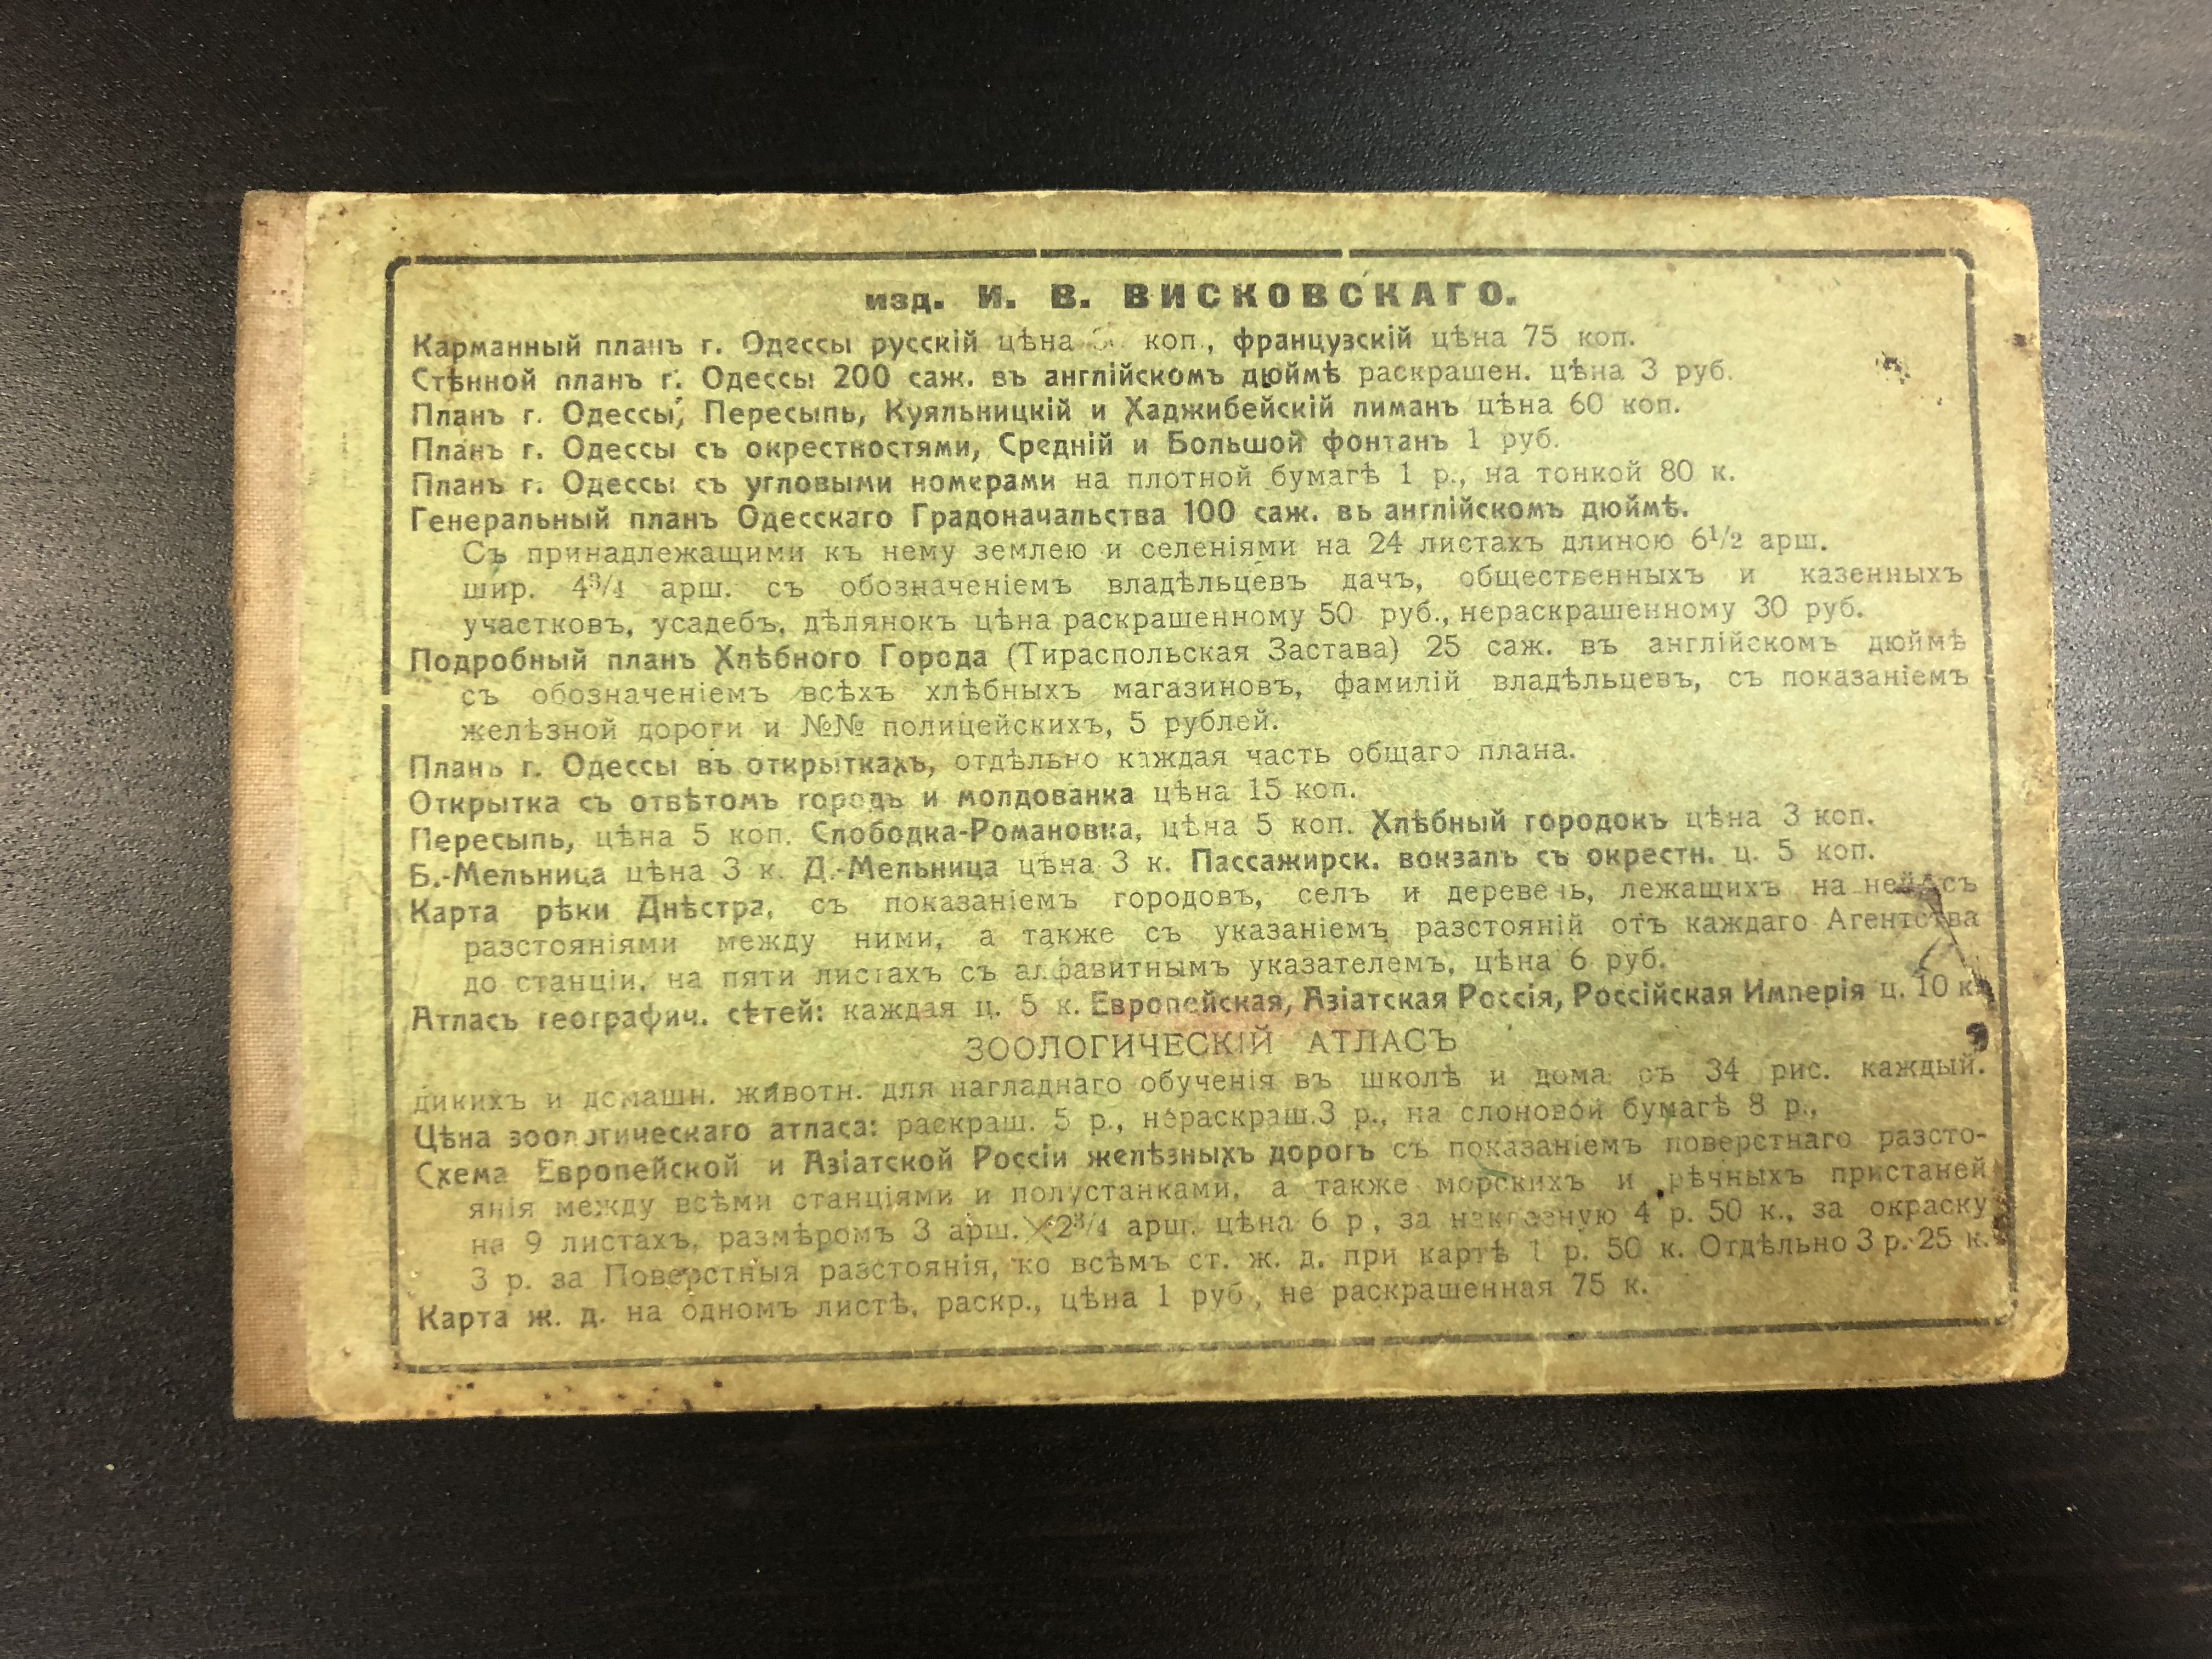 изд. И. В. ВИСКОВСКАГО.
Карманный планъ г. Одессы русскій цѣна коп., французскій цѣна 75 коп.
Стѣнной планъ г. Одессы 200 саж. въ англійскомъ дюймѣ раскрашен. цѣна 3 руб.
Планъ г. Одессы, Пересыпь, Куяльницкій и Хаджибейскій лиманъ цѣна 60 коп.
Планъ г. Одессы съ окрестностями, Средній и Большой фонтанъ 1 руб.
Планъ г. Одессы съ угловыми номерами на плотной бумагѣ 1 р., на тонкой 80 к.
Генеральный планъ Одесскаго Градоначальства 100 саж. въ англійскомъ дюймѣ.
Съ принадлежащими къ нему землею и селеніями на 24 листахъ длиною 6½ арш.
шир. 4¾ арш. съ обозначеніемъ владѣльцевъ дачъ, общественныхъ и казенныхъ
участковъ, усадебъ, дѣлянокъ цѣна раскрашенному 50 руб., нераскрашенному 30 руб.
Подробный планъ Хлѣбного Города (Тираспольская Застава) 25 саж. въ англійскомъ дюймѣ
съ обозначеніемъ всѣхъ хлѣбныхъ магазиновъ, фамилій владѣльцевъ, съ показаніемъ
желѣзной дороги и №№ полицейскихъ, 5 рублей.
Планъ г. Одессы въ открыткахъ, отдѣльно каждая часть общаго плана.
Открытка съ отвѣтомъ городъ и молдованка цѣна 15 коп.
Пересыпь, цѣна 5 коп. Слободка-Романовка, цѣна 5 коп. Хлѣбный городокъ цѣна 3 коп.
Б.-Мельница цѣна 3 к. Д.-Мельница цѣна 3 к. Пассажирск. вокзалъ съ окрестн. ц. 5 коп.
Карта рѣки Днѣстра, съ показаніемъ городовъ, селъ и деревень, лежащихъ на ней съ
разстояніями между ними, а также съ указаніемъ разстояній отъ каждаго Агентства
до станціи, на пяти листахъ съ алфавитнымъ указателемъ, цѣна 6 руб.
Атласъ географич. сѣтей: каждая ц. 5 к. Европейская, Азіатская Россія, Россійская Имперія ц. 10 к.
ЗООЛОГИЧЕСКІЙ АТЛАСЪ
дикихъ и домашн. животн. для нагладнаго обученія въ школѣ и дома съ 34 рис. каждый.
Цѣна зоологическаго атласа: раскраш. 5 р., нераскраш.3 р., на слоновой бумагѣ 8 р.,
Схема Европейской и Азіатской Россіи желѣзныхъ дорогъ съ показаніемъ поверстнаго разсто-
янія между всѣми станціями и полустанками, а также морскихъ и рѣчныхъ пристаней
на 9 листахъ, размѣромъ 3 арш.×2¾ арш. цѣна 6 р., за наклееную 4 р. 50 к., за окраску
3 р. за Поверстныя разстоянія, ко всѣмъ ст. ж. д. при картѣ 1 р. 50 к. Отдѣльно 3 р. 25 к.
Карта ж. д. на одномъ листѣ, раскр., цѣна 1 руб., не раскрашенная 75 к.